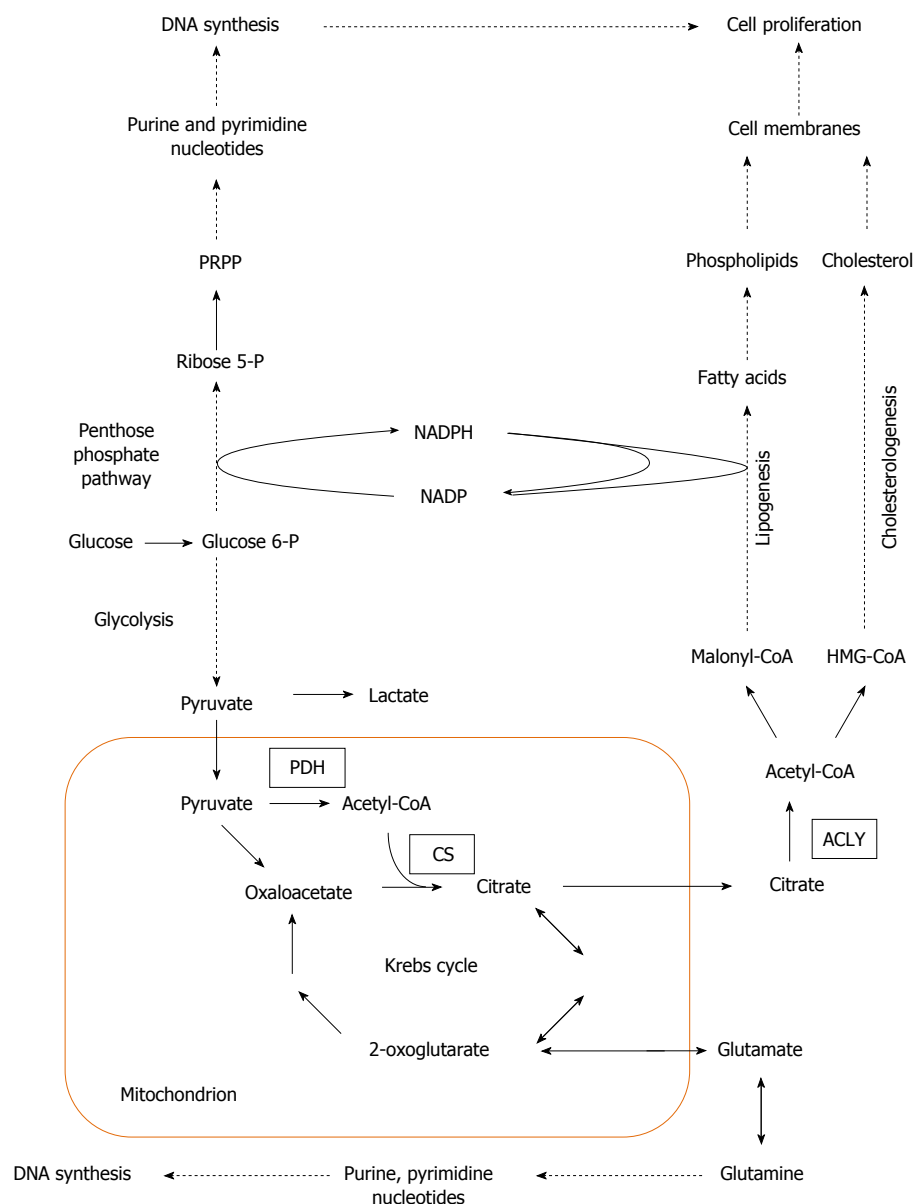 DNA synthesis
Cell proliferation
Purine and pyrimidine
nucleotides
Cell membranes
PRPP
Phospholipids
Cholesterol
Ribose 5-P
Fatty acids
Penthose
phosphate
pathway
NADPH
NADP
Lipogenesis
Cholesterologenesis
Glucose
Glucose 6-P
Glycolysis
Malonyl-CoA
HMG-CoA
Pyruvate
Lactate
PDH
Acetyl-CoA
Pyruvate
Acetyl-CoA
CS
ACLY
Oxaloacetate
Citrate
Citrate
Krebs cycle
2-oxoglutarate
Glutamate
Mitochondrion
DNA synthesis
Purine, pyrimidine
nucleotides
Glutamine